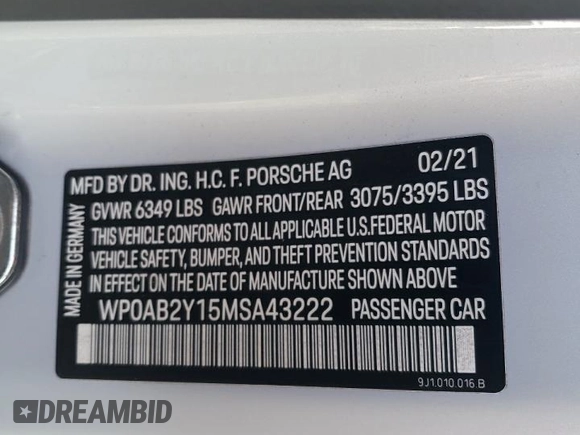 MADE IN GERMANY
MFD BY DR. ING. H.C. F. PORSCHE AG 02/21
GVWR 6349 LBS GAWR FRONT/REAR 3075/3395 LBS
THIS VEHICLE CONFORMS TO ALL APPLICABLE U.S.FEDERAL MOTOR
VEHICLE SAFETY, BUMPER, AND THEFT PREVENTION STANDARDS
IN EFFECT ON THE DATE OF MANUFACTURE SHOWN ABOVE.
WP0AB2Y15MSA43222 PASSENGER CAR
9J1.010.016.B
DREAMBID